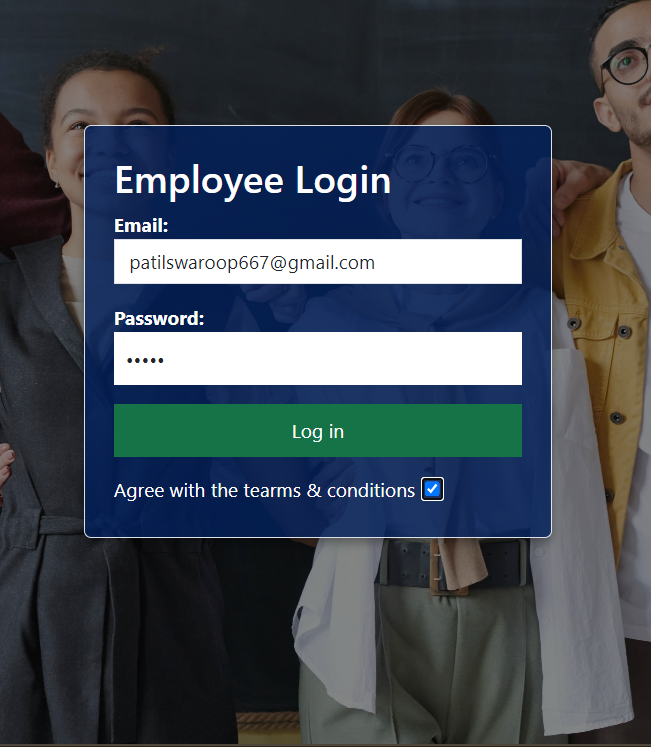 Employee Login
Email:
patilswaroop667@gmail.com
Password:
•••••
Log in
Agree with the tearms & conditions